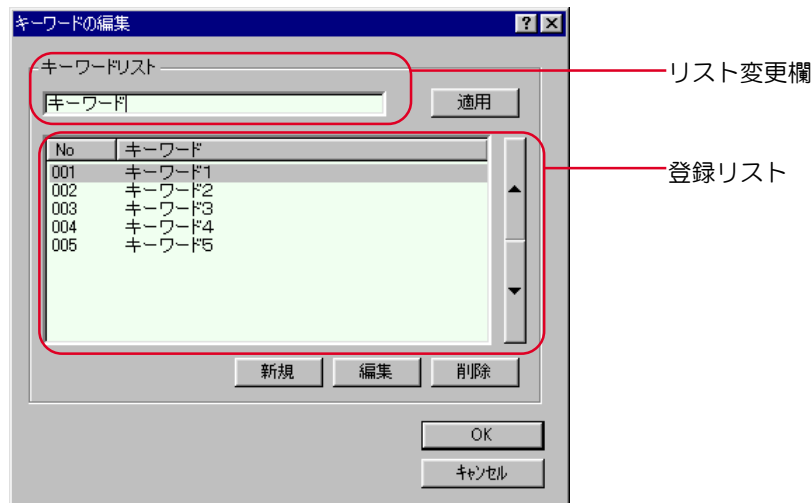 キーワードの編集
キーワードリスト
リスト変更欄
キーワード
適用
No キーワード
登録リスト
001 キーワード1
002 キーワード2
003 キーワード3
004 キーワード4
005 キーワード5
新規 編集 削除
OK
キャンセル